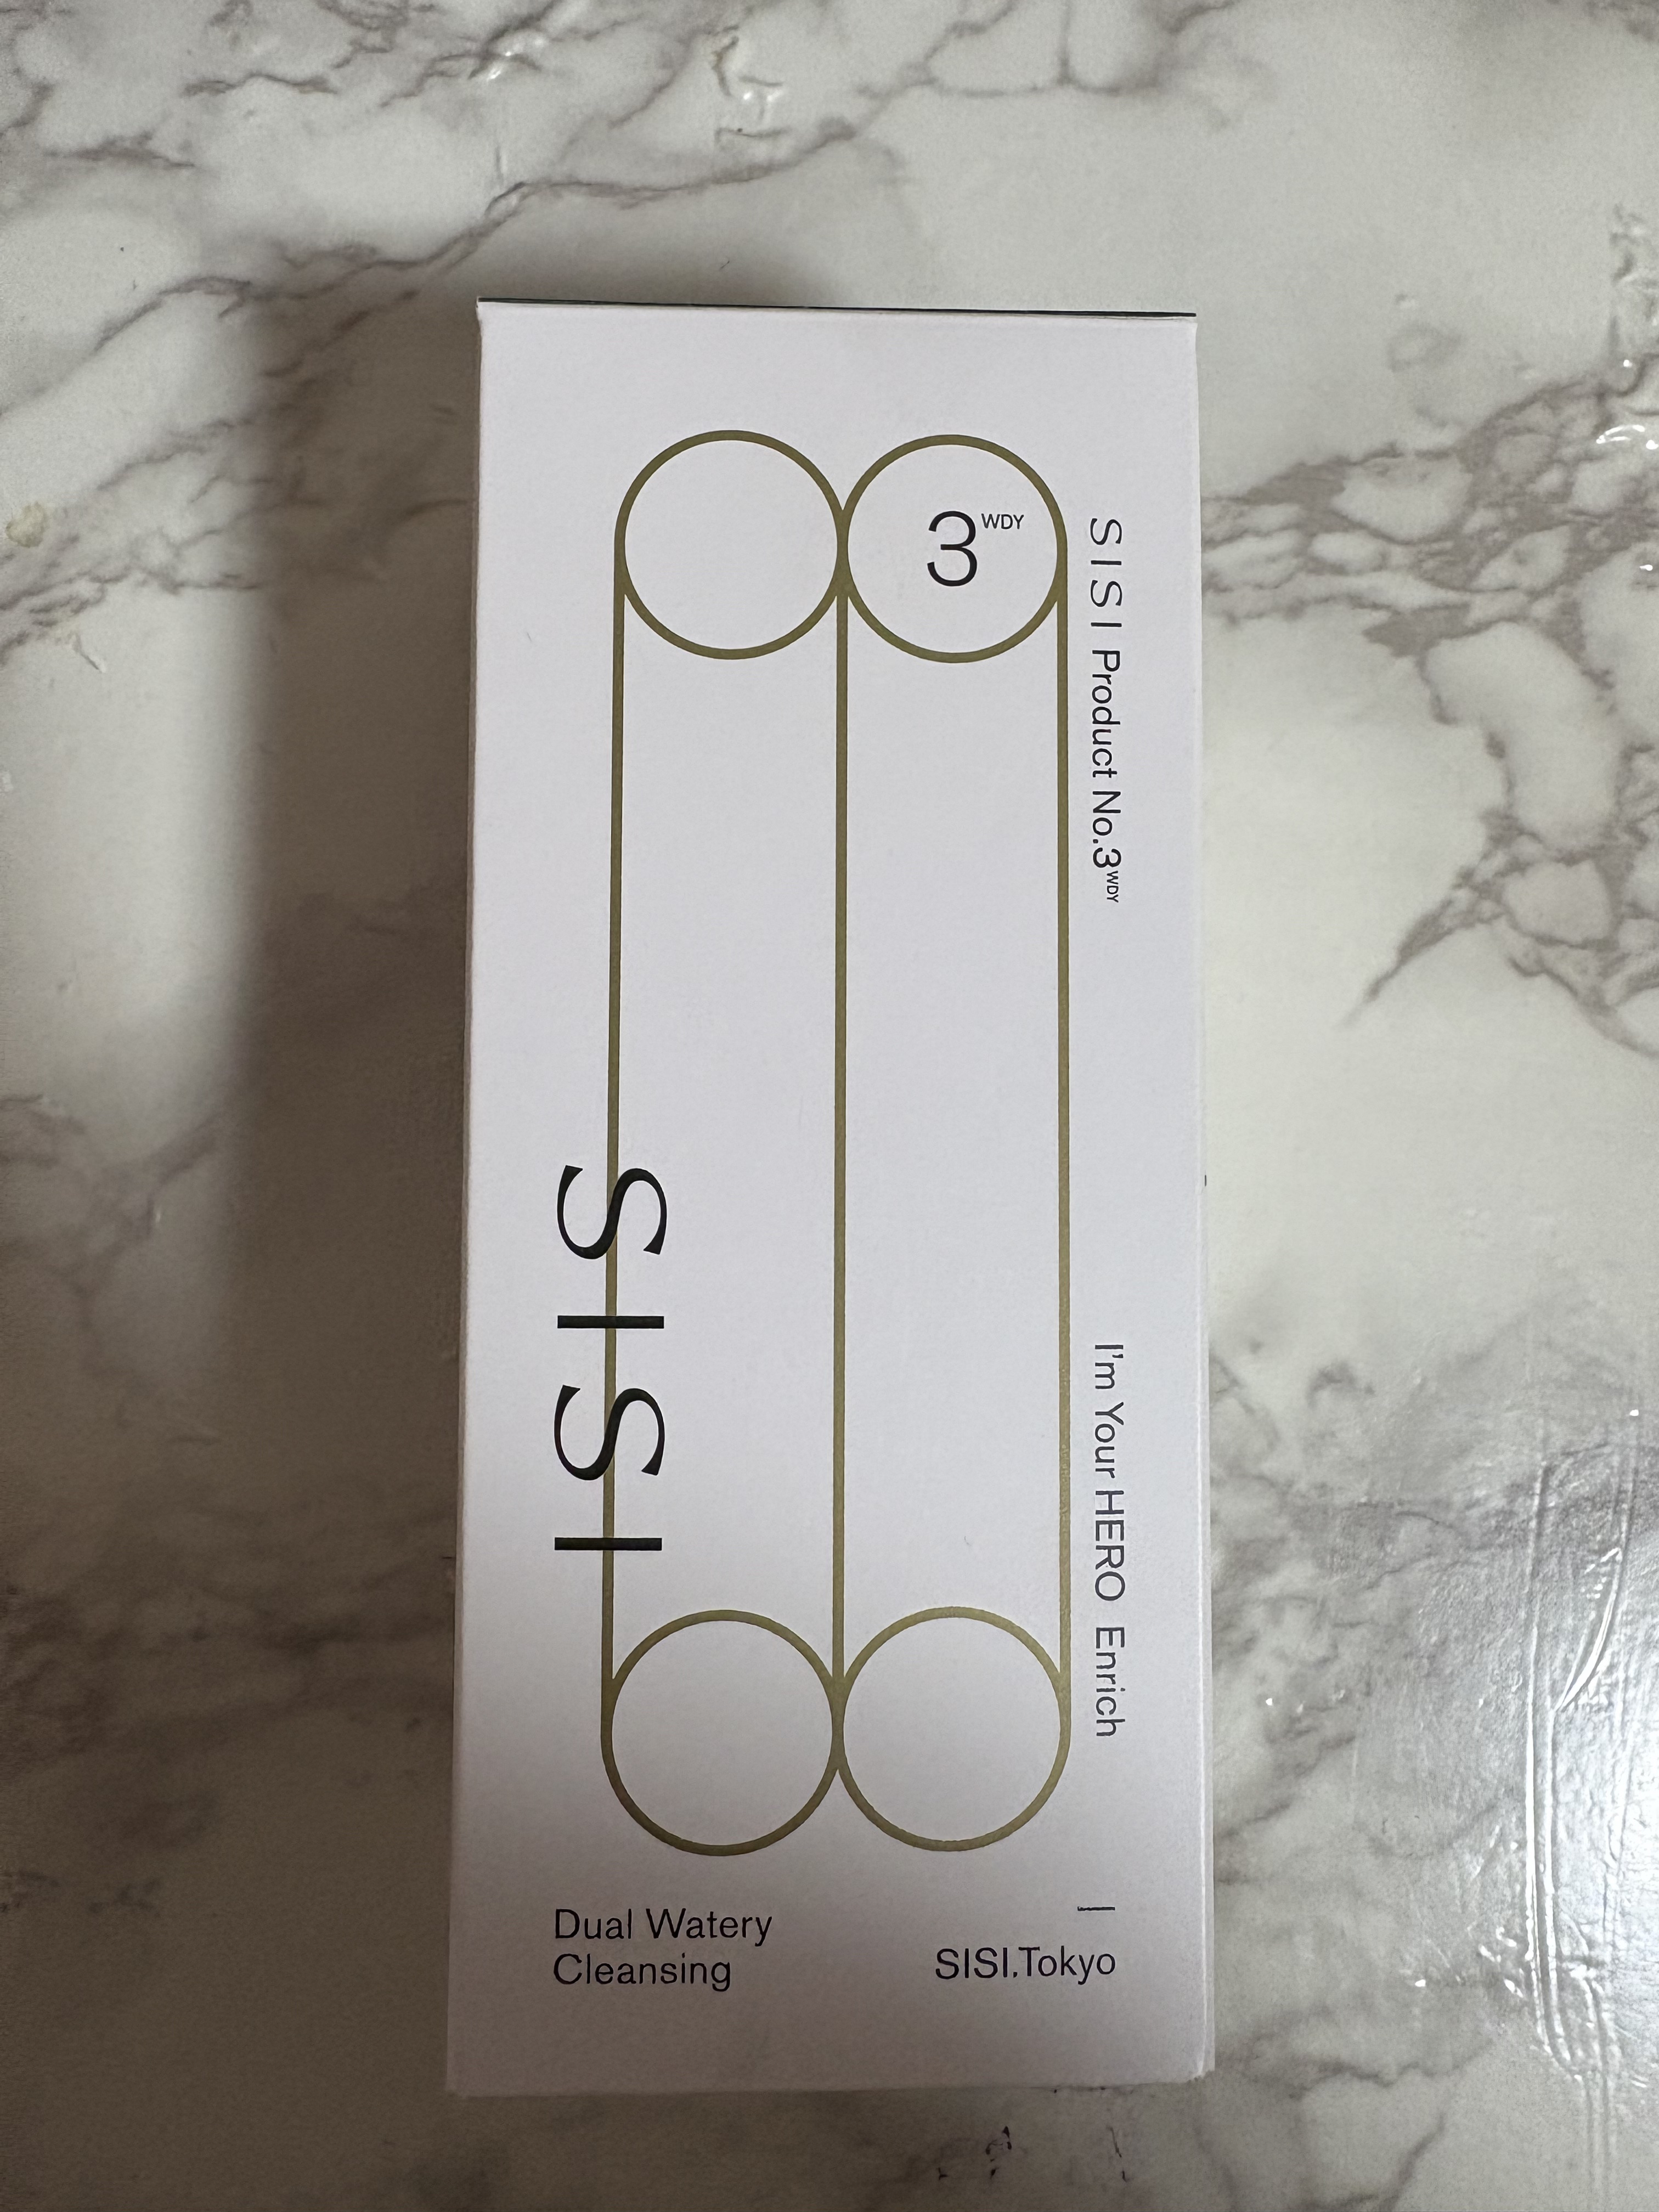 3WDY
SISI Product No.3WDY
I'm Your HERO Enrich
SISI
Dual Watery
Cleansing
SISI.Tokyo